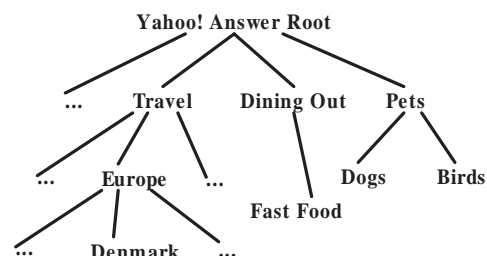 Yahoo! Answer Root
... Travel Dining Out Pets
... Europe ... Dogs Birds
Fast Food
... Denmark ...